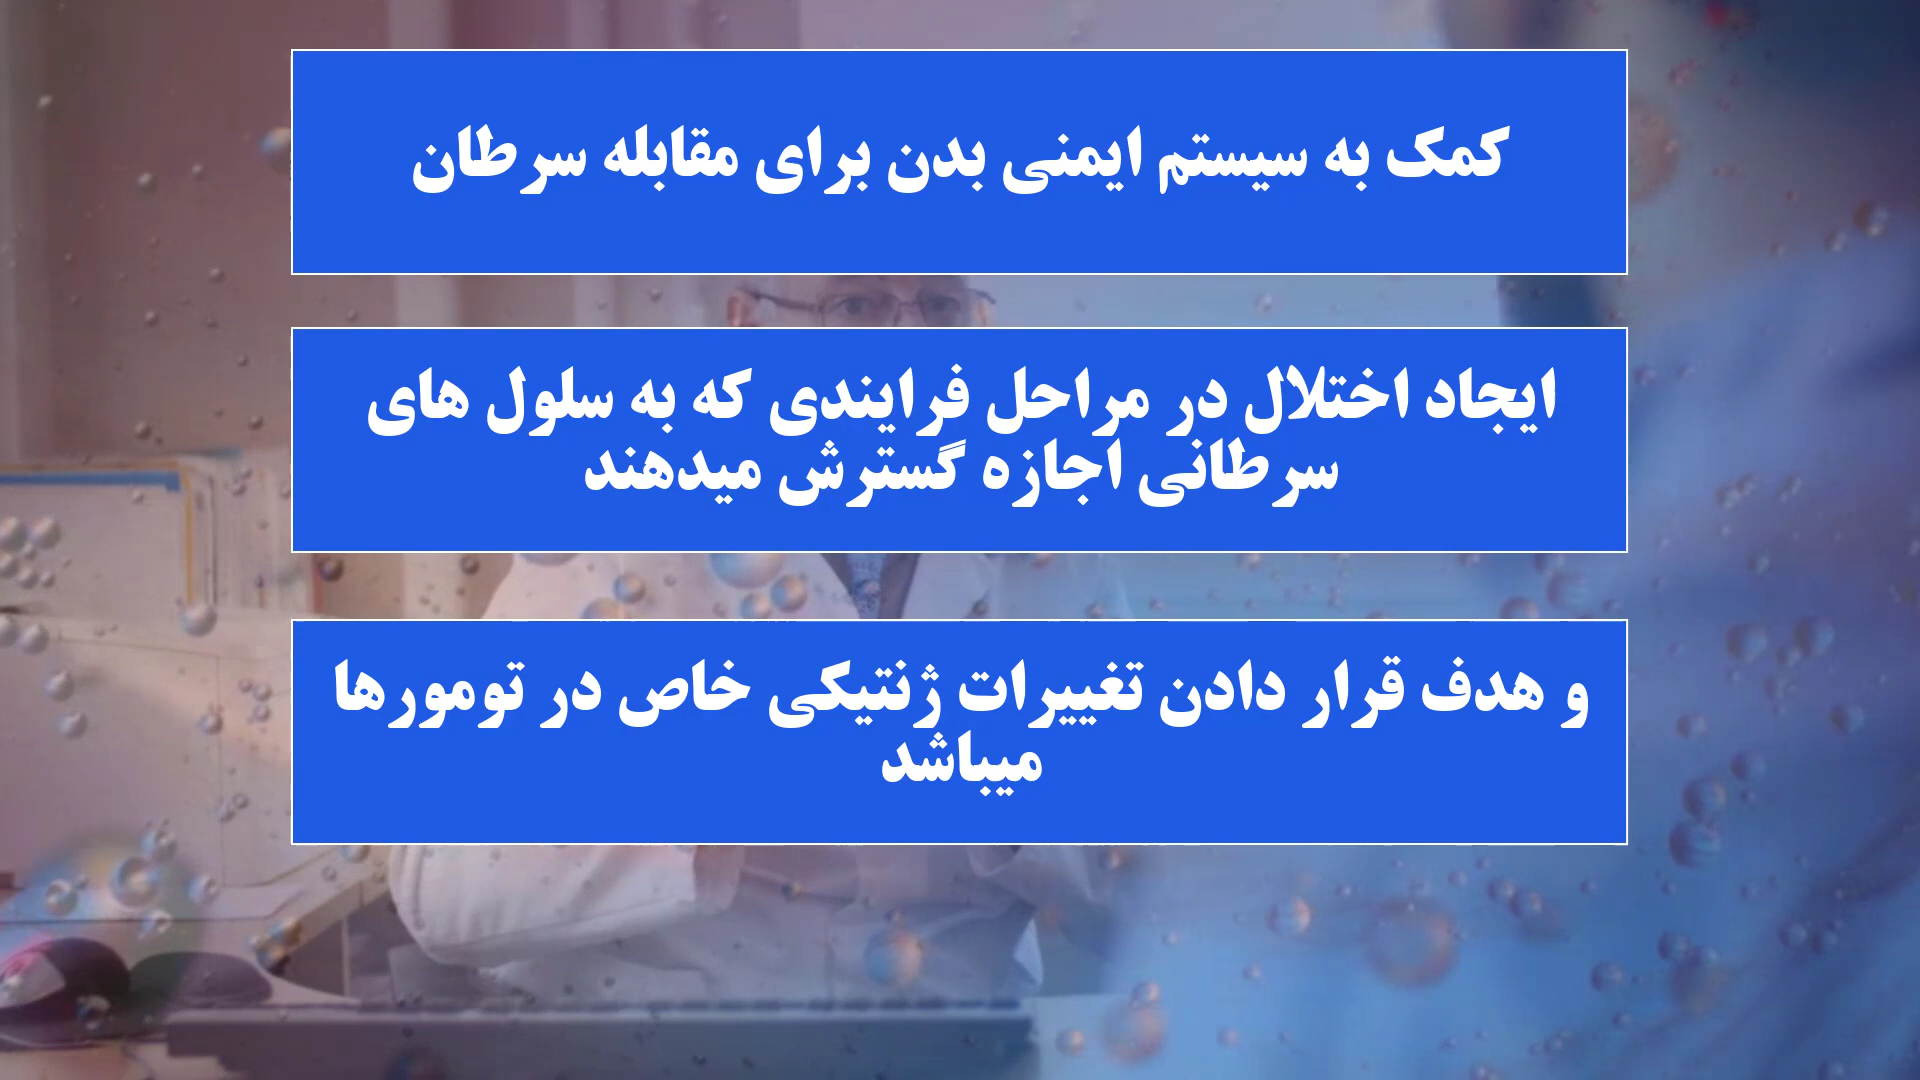 کمک به سیستم ایمنی بدن برای مقابله سرطان
ایجاد اختلال در مراحل فرایندی که به سلول های
سرطانی اجازه گسترش میدهند
و هدف قرار دادن تغییرات ژنتیکی خاص در تومورها
میباشد